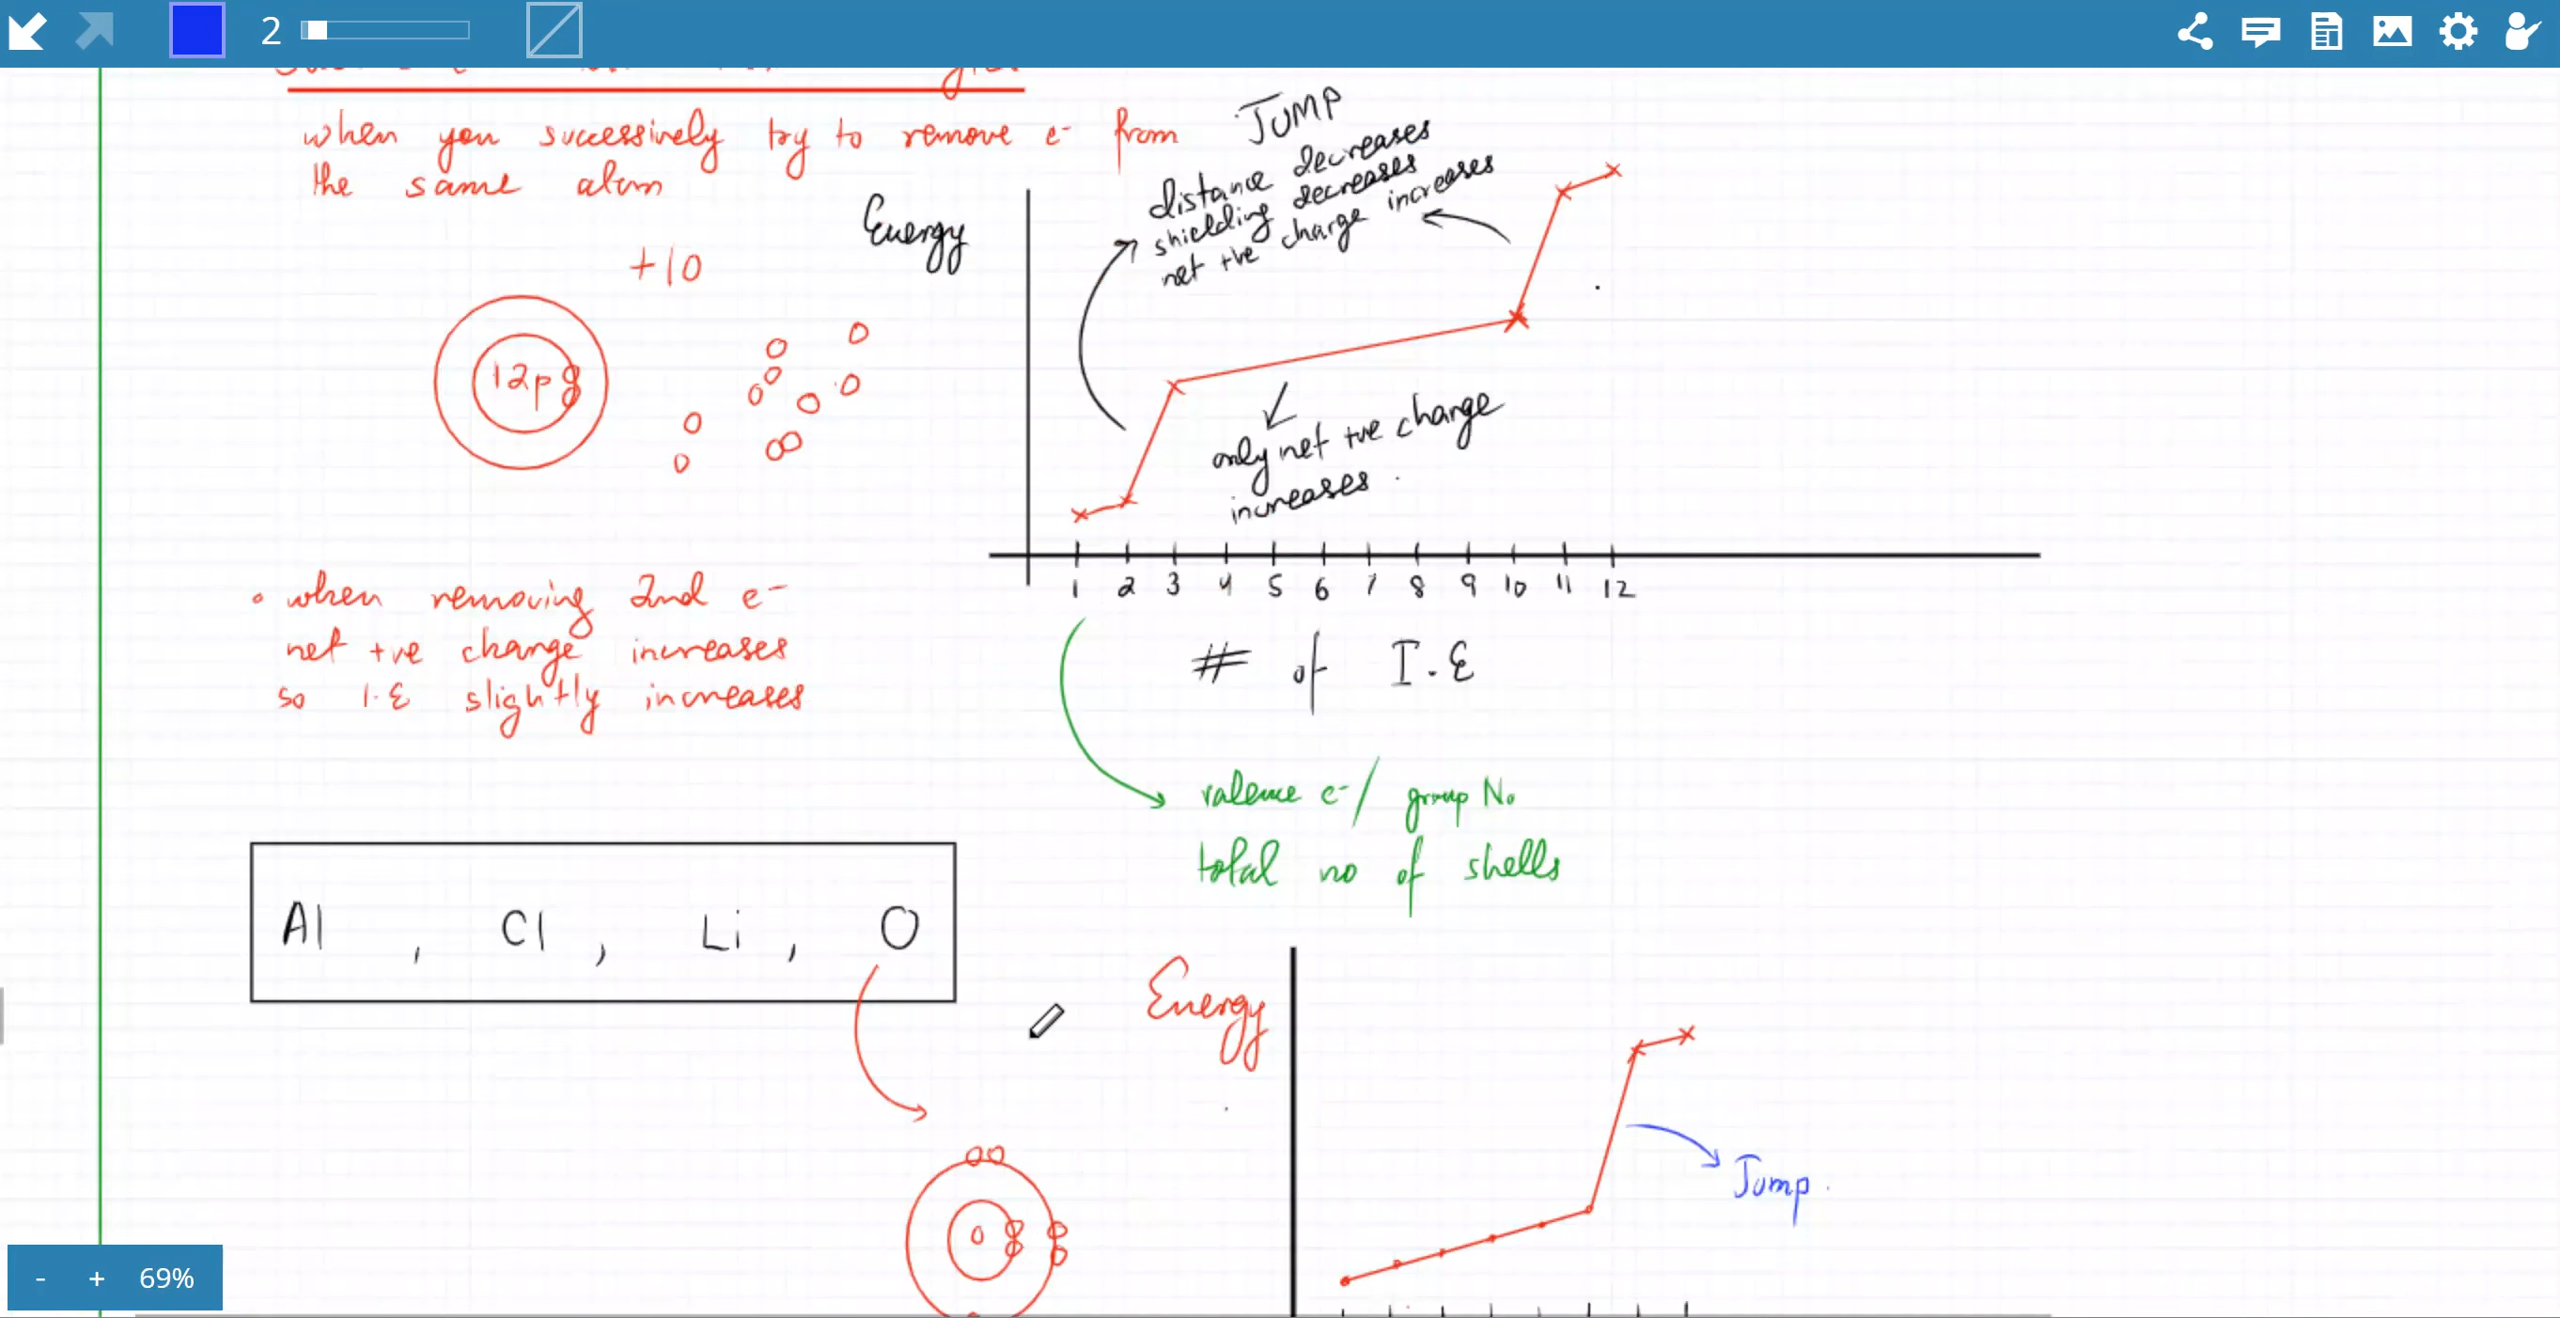 2
when you successively try to remove e- from
the same atom
JUMP
distance decreases
shielding decreases
net +ve charge increases
Energy
+10
12p
only net +ve change
increases.
1 2 3 4 5 6 7 8 9 10 11 12
# of I.E
• when removing 2nd e-
net +ve change increases
so I.E slightly increases
valence e-/ group No
total no of shells
Al , Cl , Li , O
Energy
Jump.
- + 69%